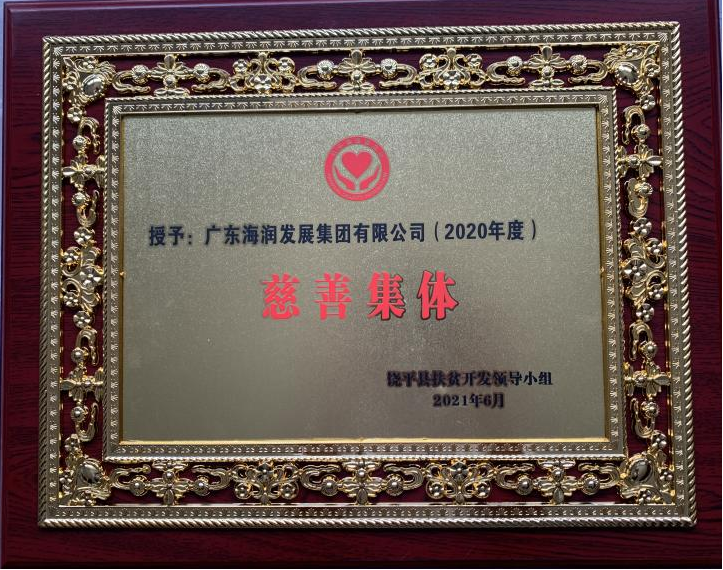 授予：广东海润发展集团有限公司（2020年度）
慈善集体
饶平县扶贫开发领导小组
2021年6月